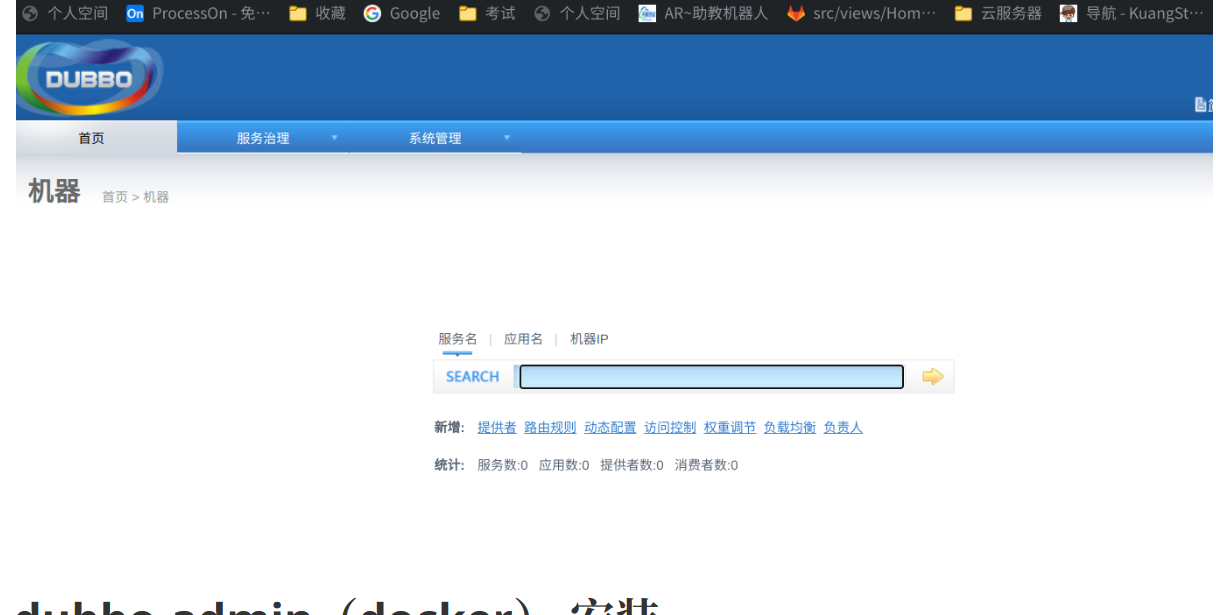 个人空间 On ProcessOn - 免… 收藏 Google 考试 个人空间 AR~助教机器人 src/views/Hom… 云服务器 导航 - KuangSt…
DUBBO
首页 服务治理 系统管理
机器 首页 > 机器
服务名 | 应用名 | 机器IP
SEARCH
新增: 提供者 路由规则 动态配置 访问控制 权重调节 负载均衡 负责人
统计: 服务数:0 应用数:0 提供者数:0 消费者数:0
dubbo admin（docker） 安装